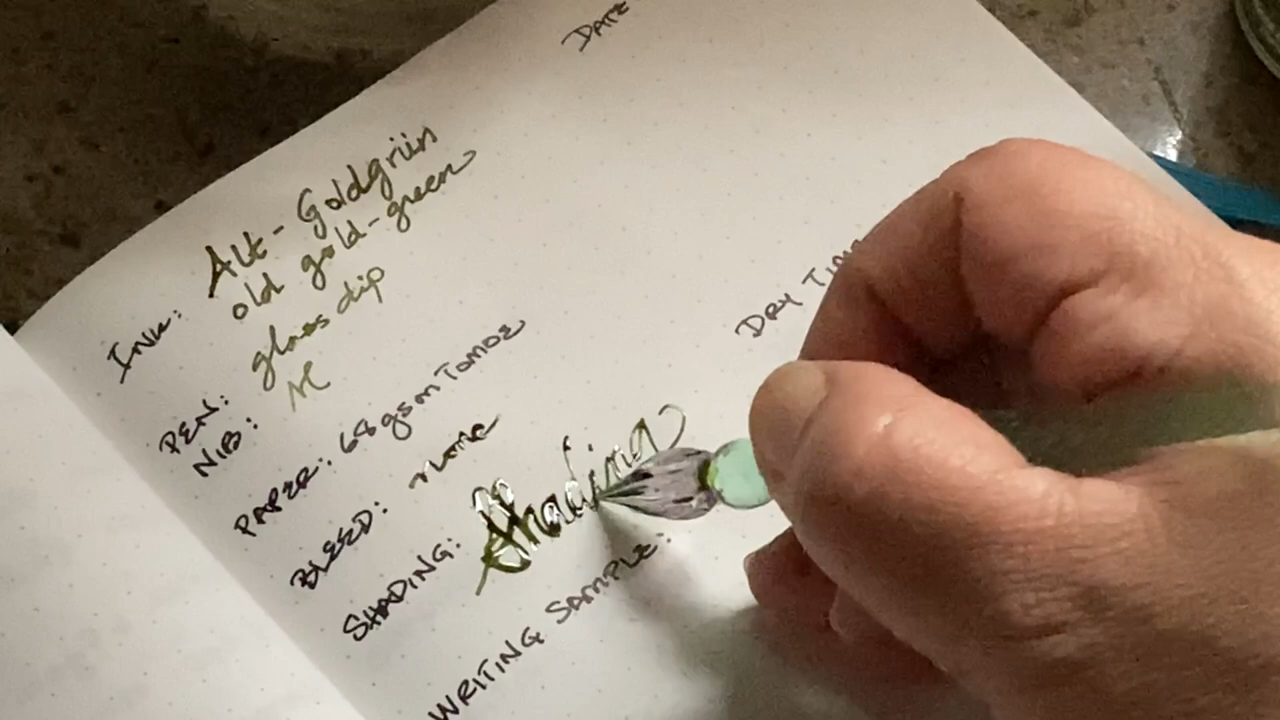 DATE
INK: Alt-Goldgrün
old gold-green
PEN: glass dip
NIB: M
DRY TIME
PAPER: 68gsm TOMOE
BLEED: none
SHADING: Shading
WRITING SAMPLE: